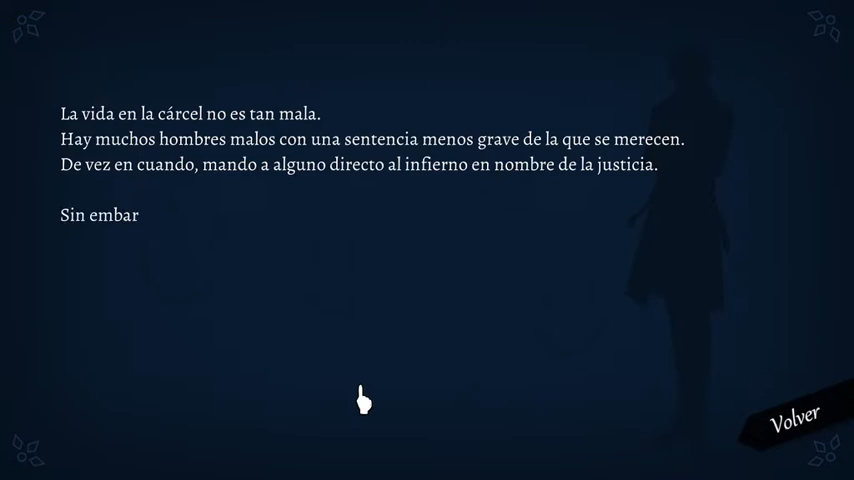 La vida en la cárcel no es tan mala.
Hay muchos hombres malos con una sentencia menos grave de la que se merecen.
De vez en cuando, mando a alguno directo al infierno en nombre de la justicia.
Sin embar
Volver